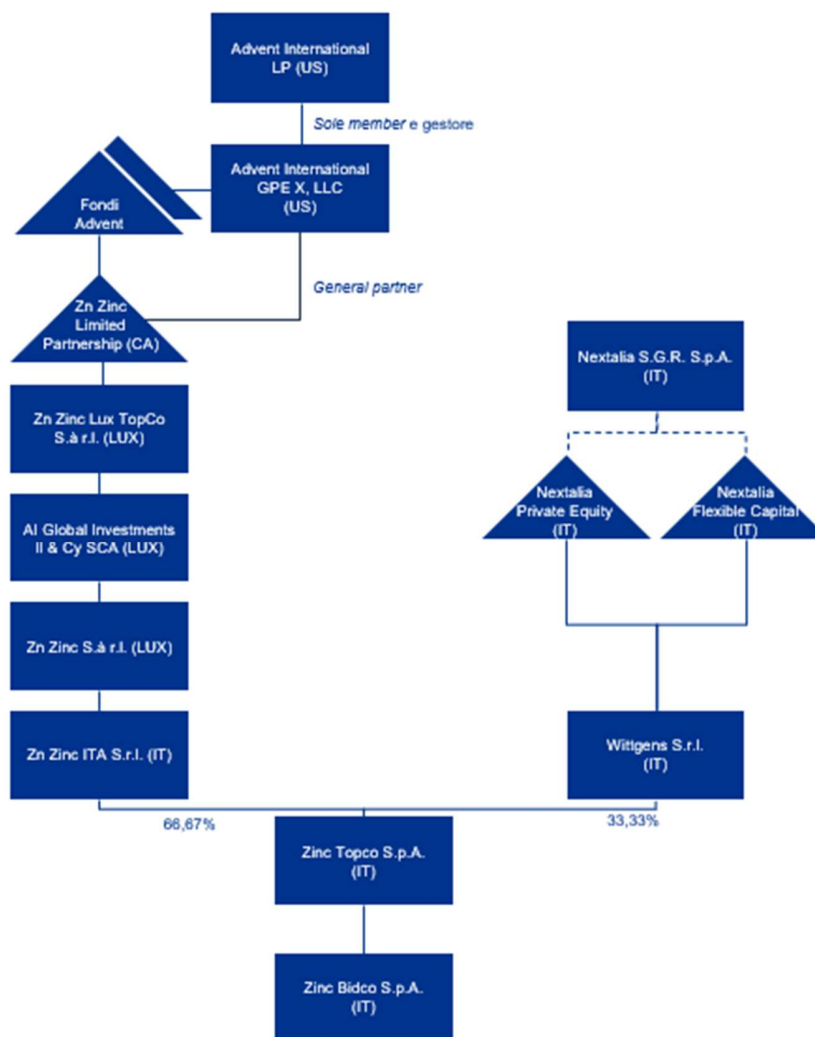 Advent International
LP (US)
Sole member e gestore
Advent International
GPE X, LLC
(US)
Fondi
Advent
General partner
Zn Zinc
Limited
Partnership (CA)
Nextalia S.G.R. S.p.A.
(IT)
Zn Zinc Lux TopCo
S.à r.l. (LUX)
Nextalia
Private Equity
(IT)
Nextalia
Flexible Capital
(IT)
AI Global Investments
II & Cy SCA (LUX)
Zn Zinc S.à r.l. (LUX)
Zn Zinc ITA S.r.l. (IT)
Wittgens S.r.l.
(IT)
66,67%
33,33%
Zinc Topco S.p.A.
(IT)
Zinc Bidco S.p.A.
(IT)